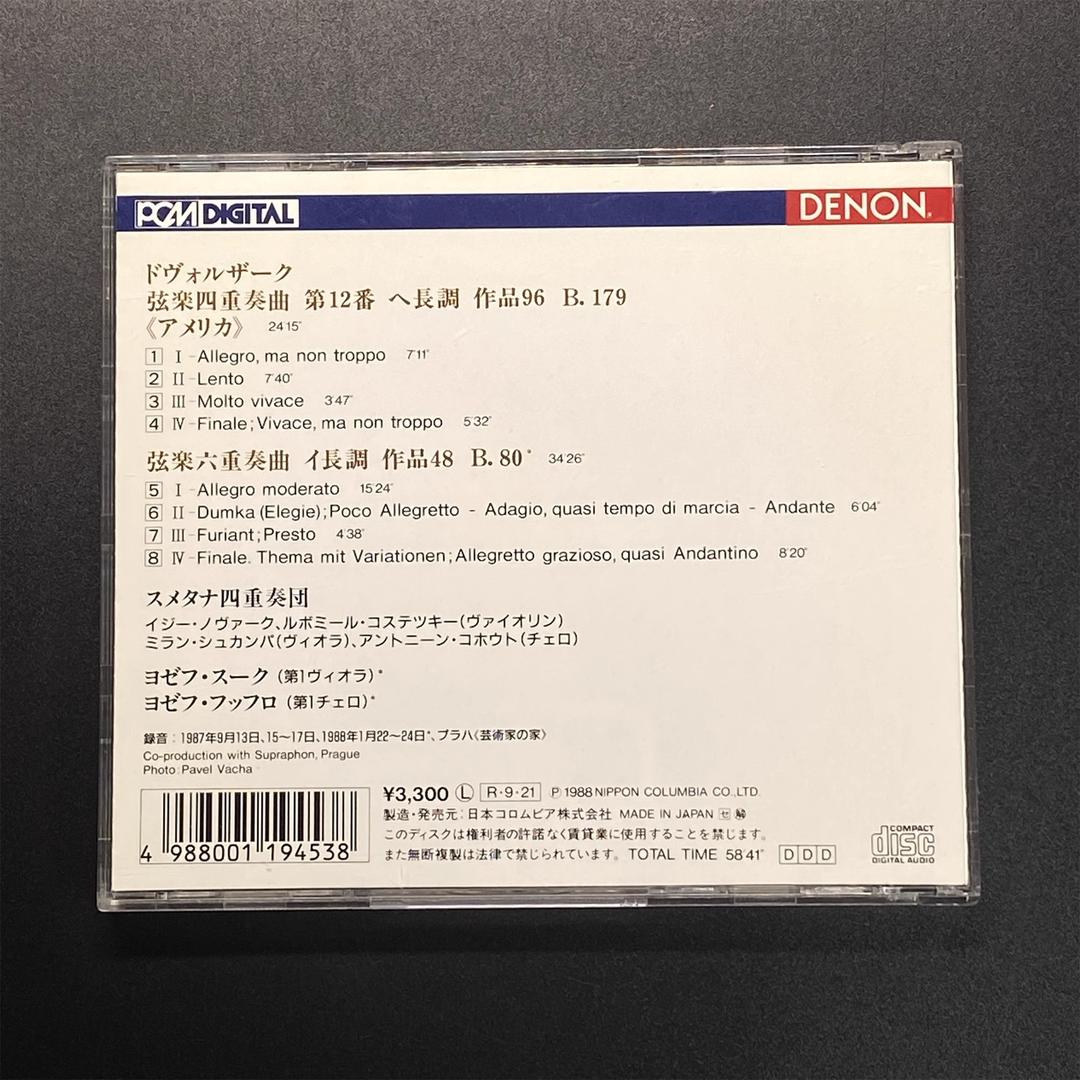 PCM DIGITAL
DENON
ドヴォルザーク
弦楽四重奏曲 第12番 ヘ長調 作品96 B.179
《アメリカ》 24'15"
1 I-Allegro, ma non troppo 7'11"
2 II-Lento 7'40"
3 III-Molto vivace 3'47"
4 IV-Finale; Vivace, ma non troppo 5'32"
弦楽六重奏曲 イ長調 作品48 B.80* 34'26"
5 I-Allegro moderato 15'24"
6 II-Dumka (Elegie); Poco Allegretto - Adagio, quasi tempo di marcia - Andante 6'04"
7 III-Furiant; Presto 4'38"
8 IV-Finale. Thema mit Variationen; Allegretto grazioso, quasi Andantino 8'20"
スメタナ四重奏団
イジー・ノヴァーク、ルボミール・コステツキー(ヴァイオリン)
ミラン・シュカンパ(ヴィオラ)、アントニーン・コホウト(チェロ)
ヨゼフ・スーク (第1ヴィオラ)*
ヨゼフ・フッフロ (第1チェロ)*
録音：1987年9月13日、15〜17日、1988年1月22〜24日*、プラハ《芸術家の家》
Co-production with Supraphon, Prague
Photo: Pavel Vacha
4 988001 194538
¥3,300 Ⓛ R・9・21 Ⓟ 1988 NIPPON COLUMBIA CO., LTD.
製造・発売元：日本コロムビア株式会社 MADE IN JAPAN セ
このディスクは権利者の許諾なく賃貸業に使用することを禁じます。
また無断複製は法律で禁じられています。 TOTAL TIME 58'41" DDD
COMPACT
disc
DIGITAL AUDIO